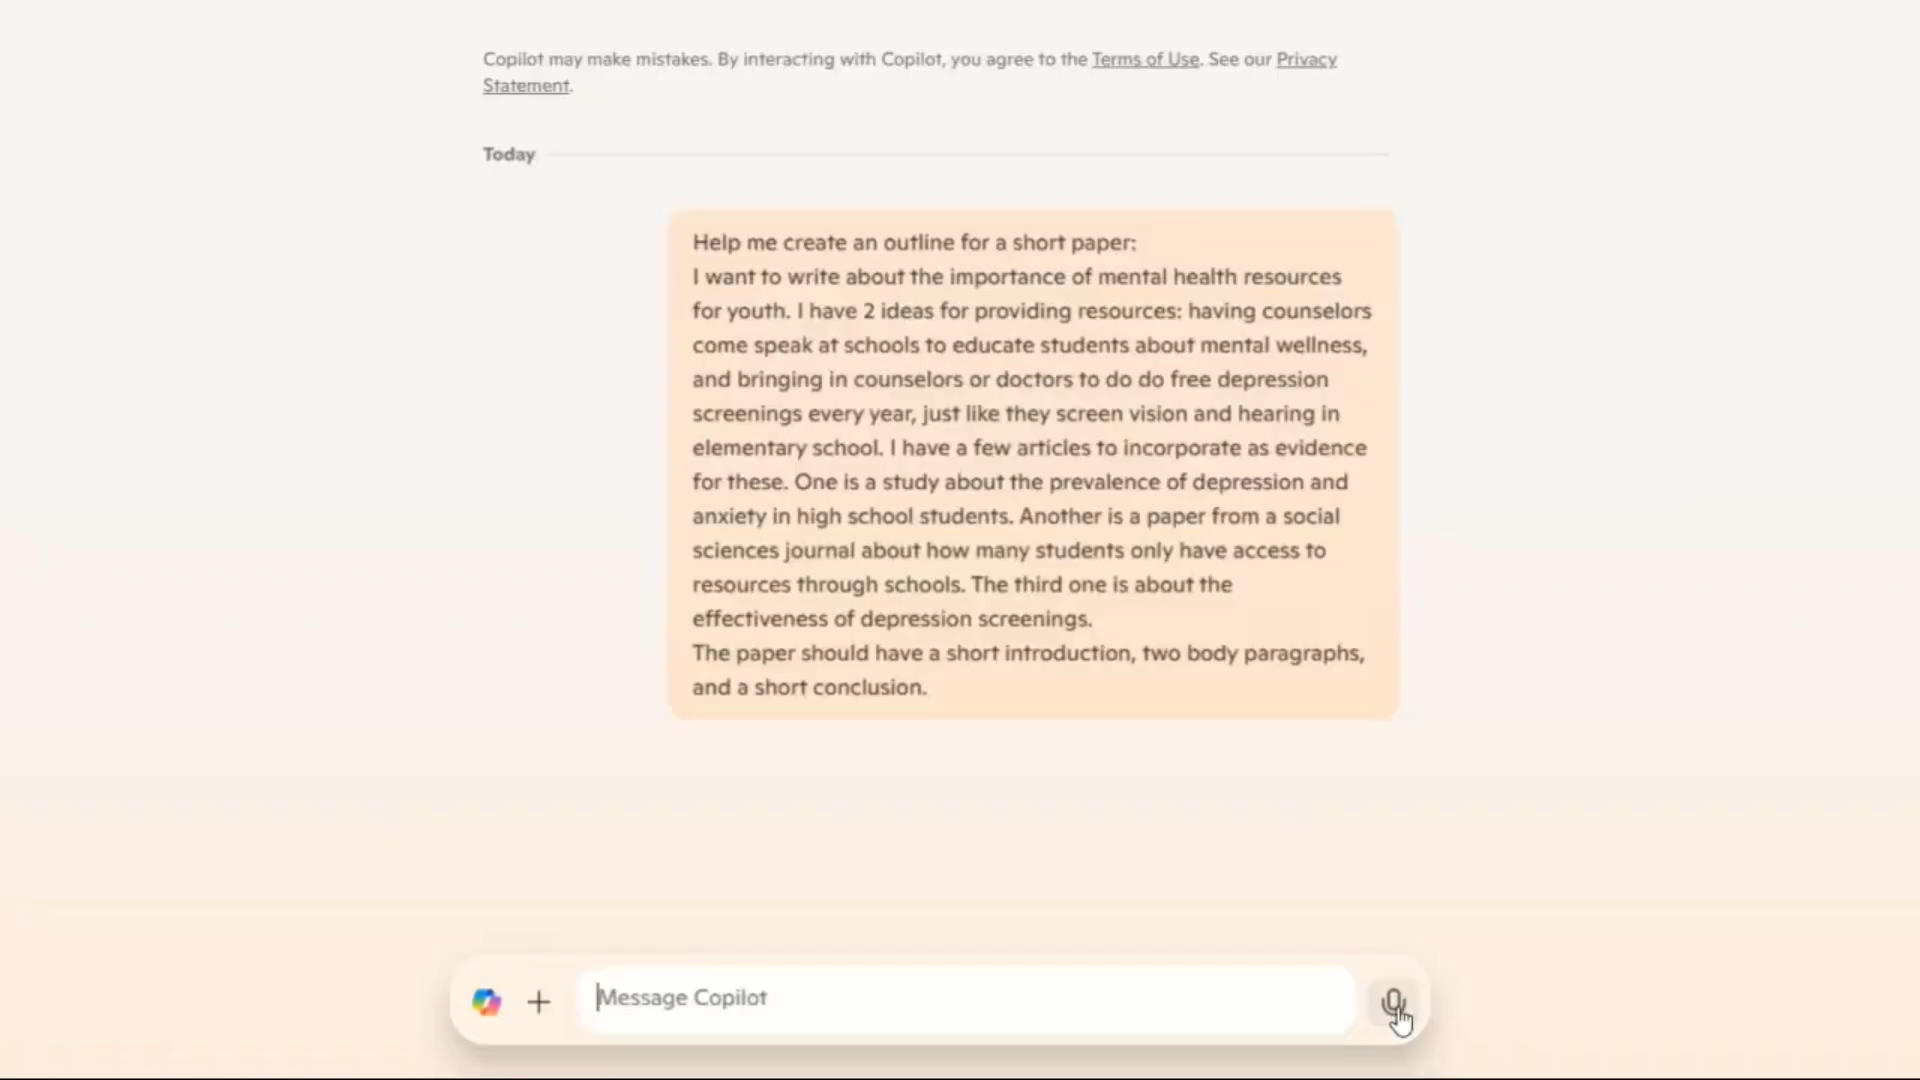 Copilot may make mistakes. By interacting with Copilot, you agree to the Terms of Use. See our Privacy
Statement.
Today
Help me create an outline for a short paper:
I want to write about the importance of mental health resources
for youth. I have 2 ideas for providing resources: having counselors
come speak at schools to educate students about mental wellness,
and bringing in counselors or doctors to do do free depression
screenings every year, just like they screen vision and hearing in
elementary school. I have a few articles to incorporate as evidence
for these. One is a study about the prevalence of depression and
anxiety in high school students. Another is a paper from a social
sciences journal about how many students only have access to
resources through schools. The third one is about the
effectiveness of depression screenings.
The paper should have a short introduction, two body paragraphs,
and a short conclusion.
Message Copilot